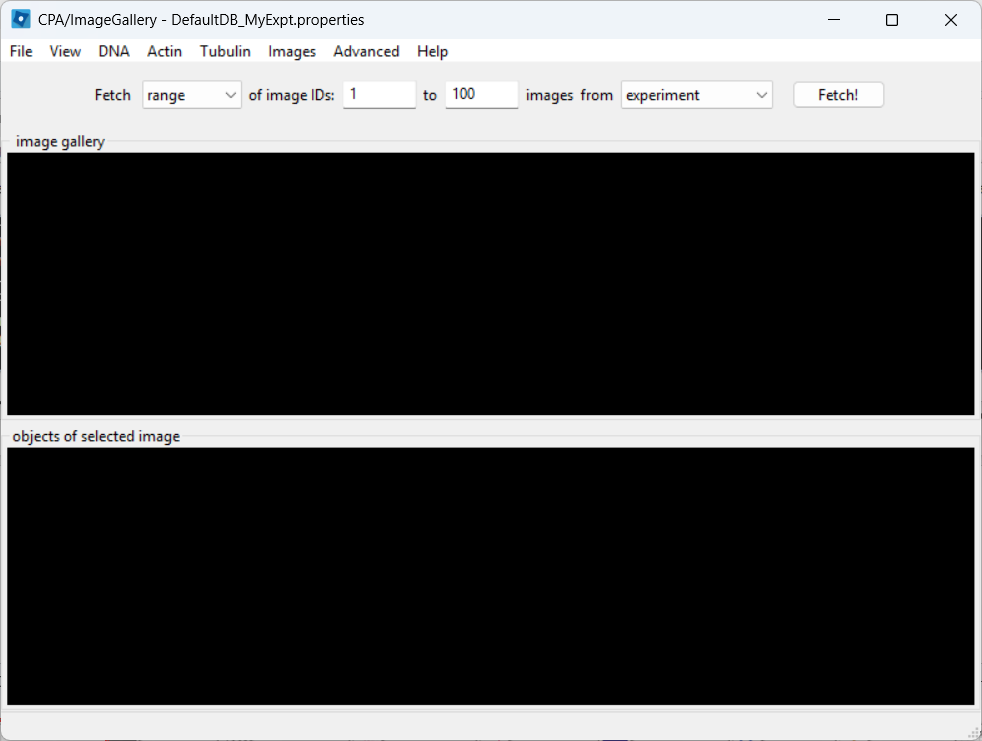 CPA/ImageGallery - DefaultDB_MyExpt.properties
File View DNA Actin Tubulin Images Advanced Help
Fetch range of image IDs: 1 to 100 images from experiment Fetch!
image gallery
objects of selected image